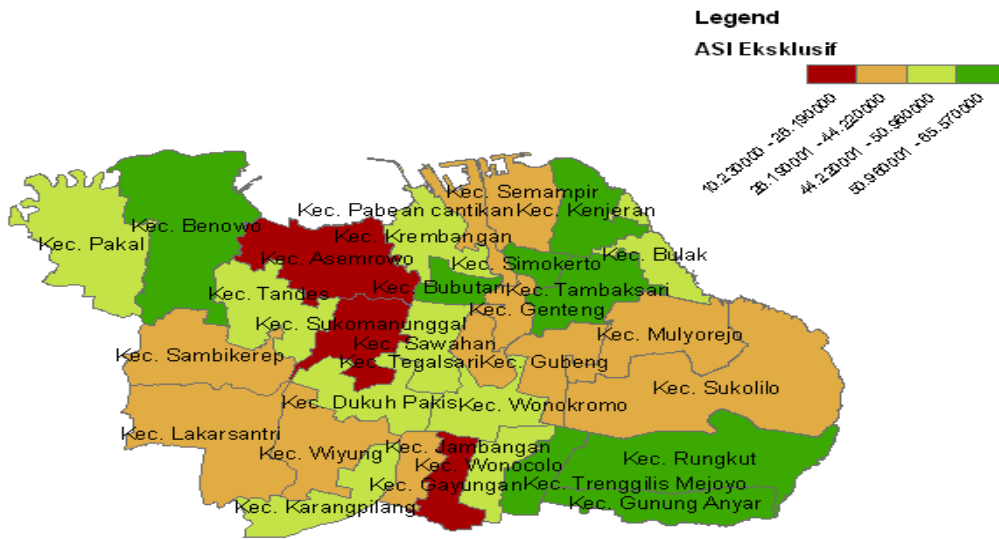 Legend
ASI Eksklusif
10.230000 - 28.190000
28.190001 - 44.220000
44.220001 - 50.980000
50.980001 - 65.570000
Kec. Semampir
Kec. Pabean cantikan
Kec. Kenjeran
Kec. Benowo
Kec. Krembangan
Kec. Pakal
Kec. Bulak
Kec. Asemrowo
Kec. Simokerto
Kec. Bubutan
Kec. Tambaksari
Kec. Tandes
Kec. Genteng
Kec. Sukomanunggal
Kec. Mulyorejo
Kec. Sawahan
Kec. Sambikerep
Kec. Tegalsari
Kec. Gubeng
Kec. Sukolilo
Kec. Dukuh Pakis
Kec. Wonokromo
Kec. Lakarsantri
Kec. Jambangan
Kec. Wiyung
Kec. Rungkut
Kec. Wonocolo
Kec. Gayungan
Kec. Trenggilis Mejoyo
Kec. Gunung Anyar
Kec. Karangpilang